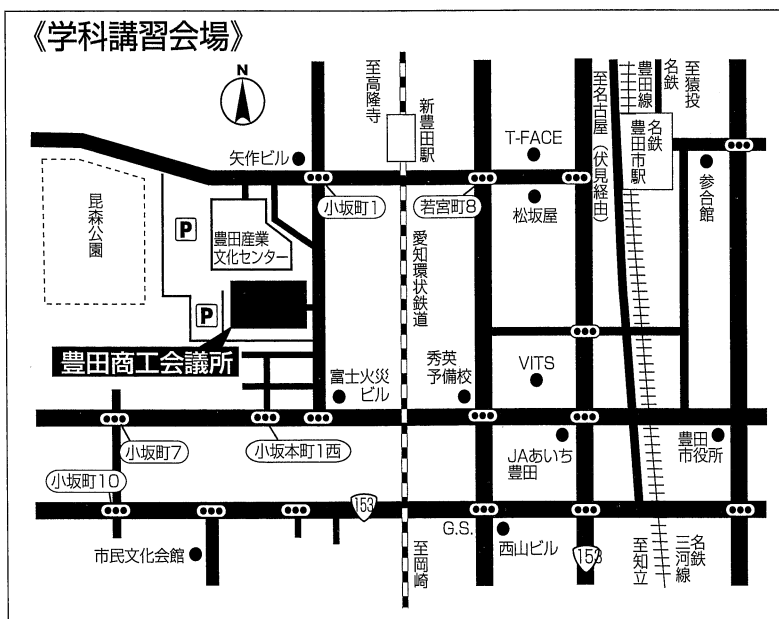 《学科講習会場》
N
至高隆寺
新豊田駅
T-FACE
至名古屋(伏見経由)
豊田線
名鉄
至猿投
名鉄
豊田市駅
矢作ビル
小坂町1
若宮町8
松坂屋
参合館
昆森公園
P
豊田産業
文化センター
愛知環状鉄道
P
豊田商工会議所
富士火災
ビル
秀英
予備校
VITS
小坂町7
小坂本町1西
JAあいち
豊田
豊田
市役所
小坂町10
153
G.S.
西山ビル
153
市民文化会館
至岡崎
至知立
三河線
名鉄